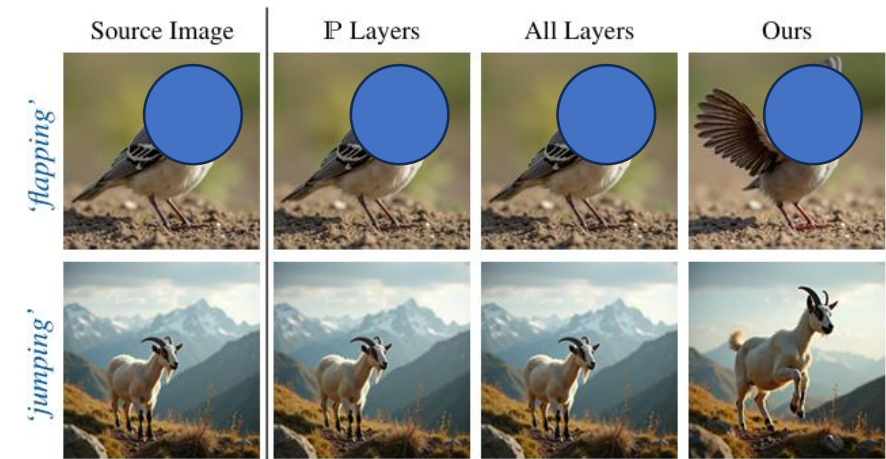 Source Image
ℙ Layers
All Layers
Ours
‘flapping’
‘jumping’